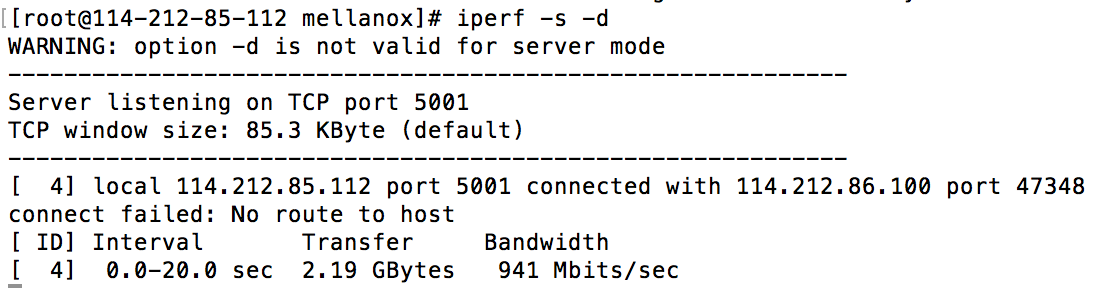 [[root@114-212-85-112 mellanox]# iperf -s -d
WARNING: option -d is not valid for server mode
------------------------------------------------------------
Server listening on TCP port 5001
TCP window size: 85.3 KByte (default)
------------------------------------------------------------
[  4] local 114.212.85.112 port 5001 connected with 114.212.86.100 port 47348
connect failed: No route to host
[ ID] Interval       Transfer     Bandwidth
[  4]  0.0-20.0 sec  2.19 GBytes   941 Mbits/sec